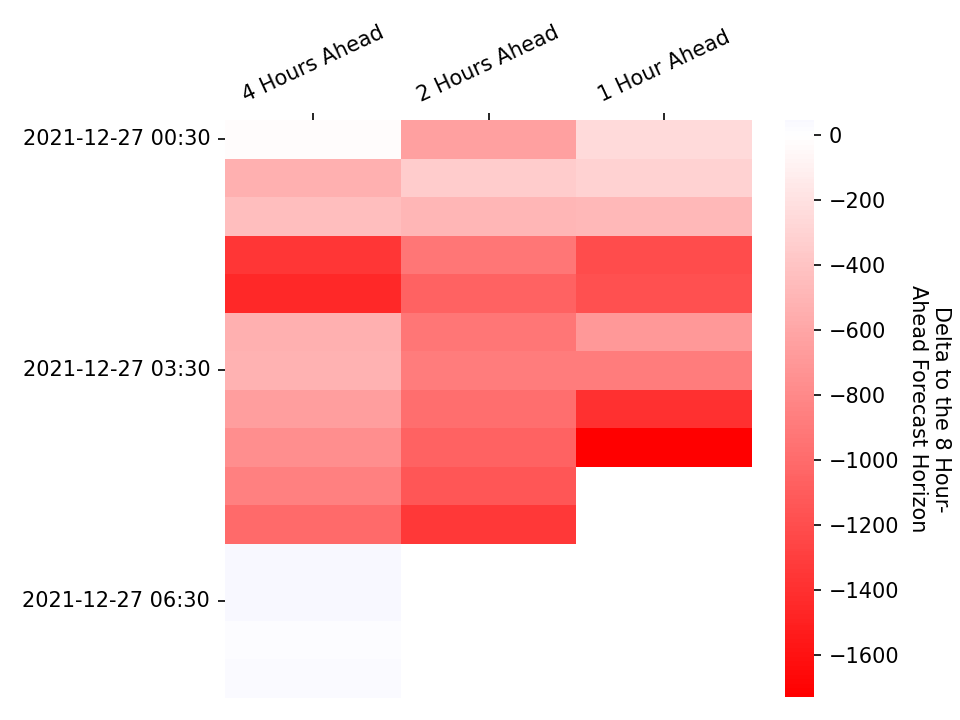 4 Hours Ahead
2 Hours Ahead
1 Hour Ahead
2021-12-27 00:30
2021-12-27 03:30
2021-12-27 06:30
0
−200
−400
−600
−800
−1000
−1200
−1400
−1600
Delta to the 8 Hour-
Ahead Forecast Horizon